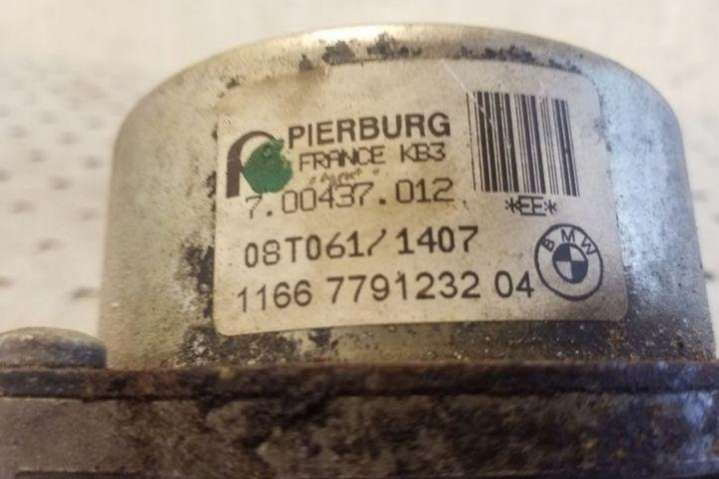 PIERBURG
FRANCE KB3
7.00437.012
*EE*
08T061/1407
BMW
1166 7791232 04